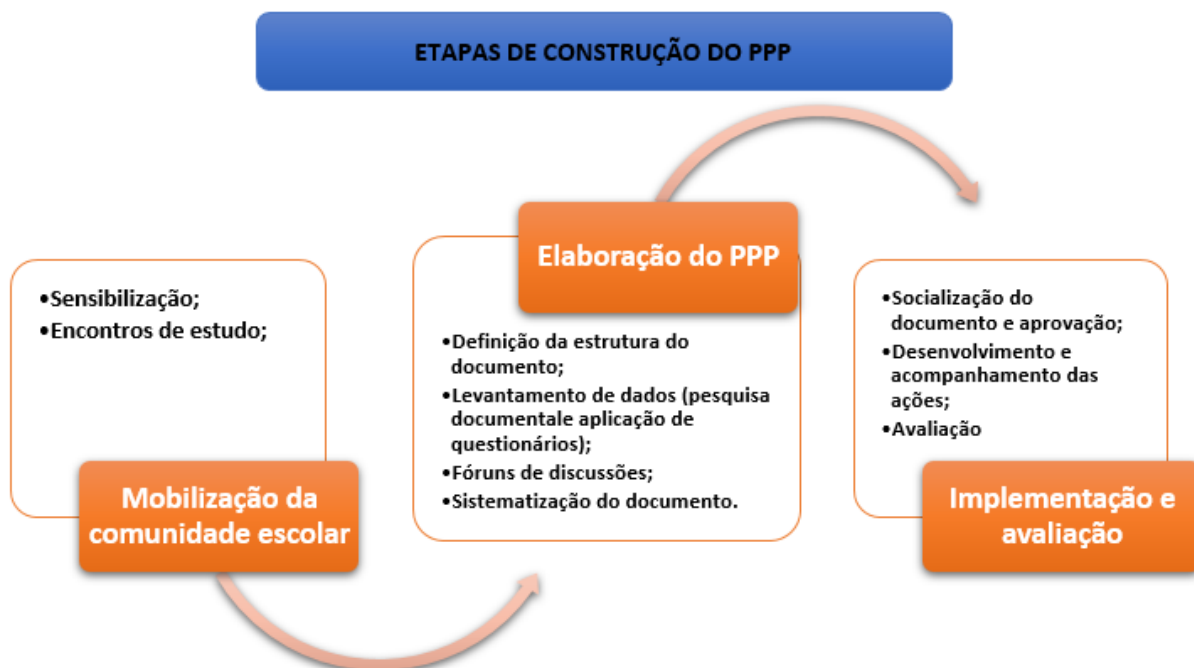 ETAPAS DE CONSTRUÇÃO DO PPP
•Sensibilização;
•Encontros de estudo;
Mobilização da
comunidade escolar
Elaboração do PPP
•Definição da estrutura do
documento;
•Levantamento de dados (pesquisa
documentale aplicação de
questionários);
•Fóruns de discussões;
•Sistematização do documento.
•Socialização do
documento e aprovação;
•Desenvolvimento e
acompanhamento das
ações;
•Avaliação
Implementação e
avaliação